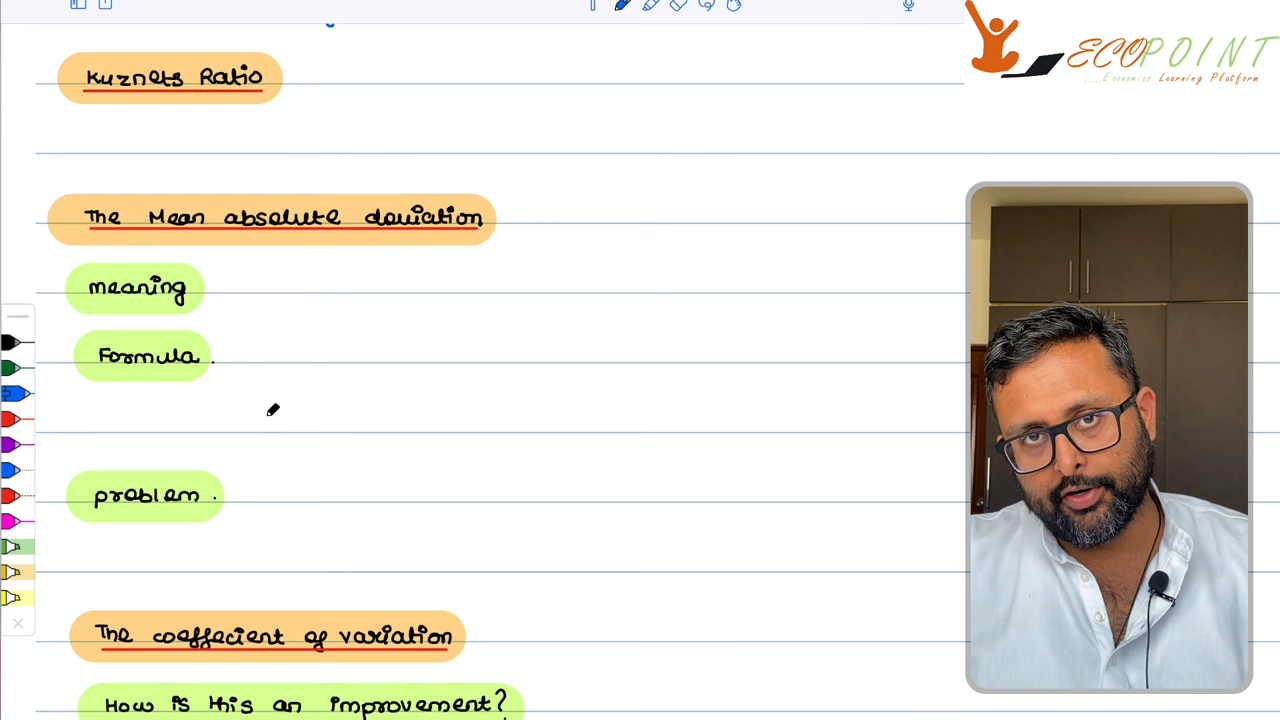 ECOPOINT
.....Economics Learning Platform
Kuznets Ratio
The Mean absolute deviation
meaning
Formula.
problem.
The coeffecient of variation
How is this an improvement?